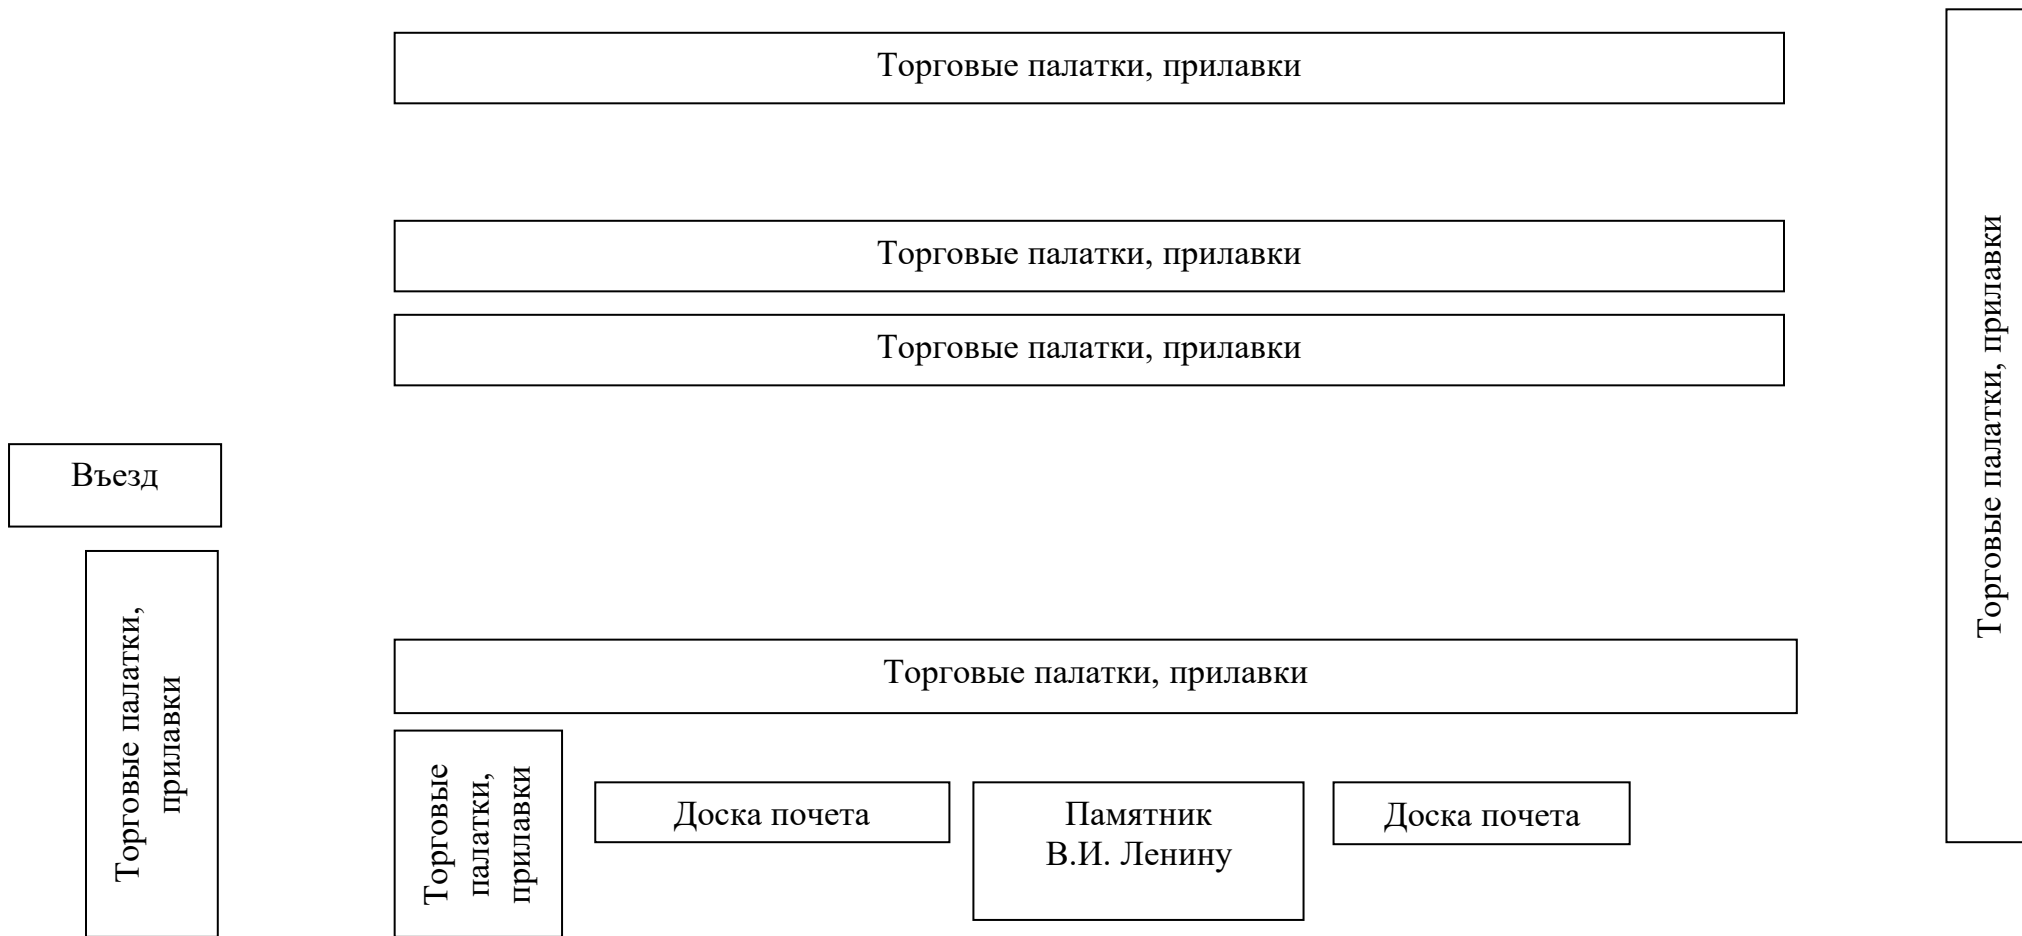 Торговые палатки, прилавки
Торговые палатки, прилавки
Торговые палатки, прилавки
Торговые палатки, прилавки
Въезд
Торговые палатки,
прилавки
Торговые палатки, прилавки
Торговые
палатки,
прилавки
Доска почета
Памятник
В.И. Ленину
Доска почета